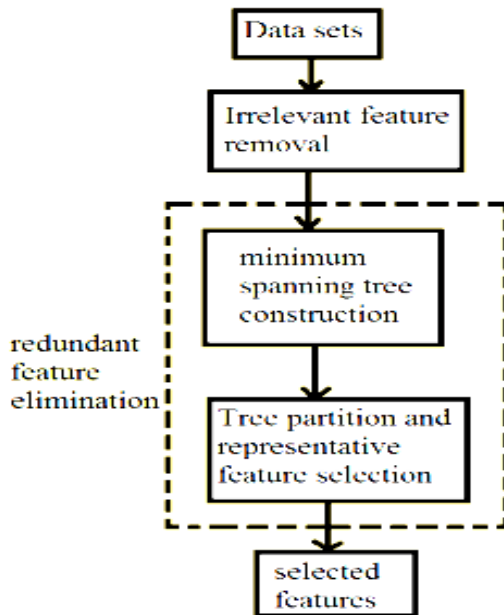 Data sets
Irrelevant feature
removal
minimum
spanning tree
construction
redundant
feature
elimination
Tree partition and
representative
feature selection
selected
features